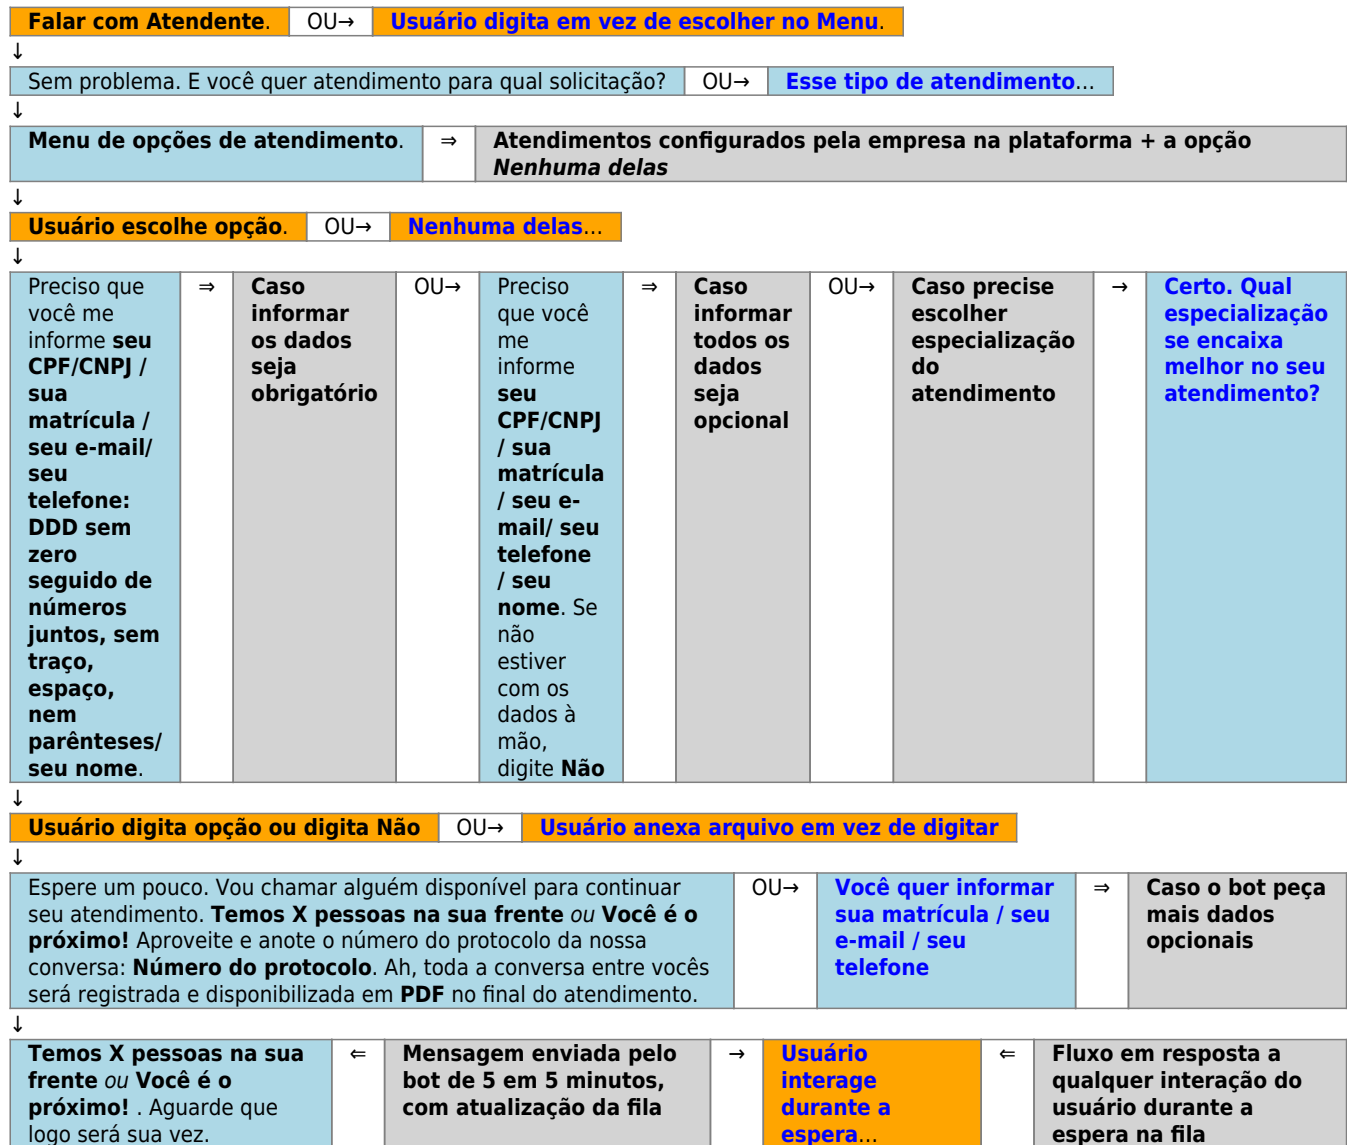 Falar com Atendente. OU→ Usuário digita em vez de escolher no Menu.
↓
Sem problema. E você quer atendimento para qual solicitação? OU→ Esse tipo de atendimento...
↓
Menu de opções de atendimento. ⇒ Atendimentos configurados pela empresa na plataforma + a opção
Nenhuma delas
↓
Usuário escolhe opção. OU→ Nenhuma delas...
↓
Preciso que
você me
informe seu
CPF/CNPJ /
sua
matrícula /
seu e-mail/
seu
telefone:
DDD sem
zero
seguido de
números
juntos, sem
traço,
espaço,
nem
parênteses/
seu nome.
⇒
Caso
informar
os dados
seja
obrigatório
OU→
Preciso
que você
me
informe
seu
CPF/CNPJ
/ sua
matrícula
/ seu e-
mail/ seu
telefone
/ seu
nome. Se
não
estiver
com os
dados à
mão,
digite Não
⇒
Caso
informar
todos os
dados
seja
opcional
OU→
Caso precise
escolher
especialização
do
atendimento
→
Certo. Qual
especialização
se encaixa
melhor no seu
atendimento?
↓
Usuário digita opção ou digita Não OU→ Usuário anexa arquivo em vez de digitar
↓
Espere um pouco. Vou chamar alguém disponível para continuar
seu atendimento. Temos X pessoas na sua frente ou Você é o
próximo! Aproveite e anote o número do protocolo da nossa
conversa: Número do protocolo. Ah, toda a conversa entre vocês
será registrada e disponibilizada em PDF no final do atendimento.
OU→
Você quer informar
sua matrícula / seu
e-mail / seu
telefone
⇒
Caso o bot peça
mais dados
opcionais
↓
Temos X pessoas na sua
frente ou Você é o
próximo! . Aguarde que
logo será sua vez.
⇐
Mensagem enviada pelo
bot de 5 em 5 minutos,
com atualização da fila
→
Usuário
interage
durante a
espera...
⇐
Fluxo em resposta a
qualquer interação do
usuário durante a
espera na fila